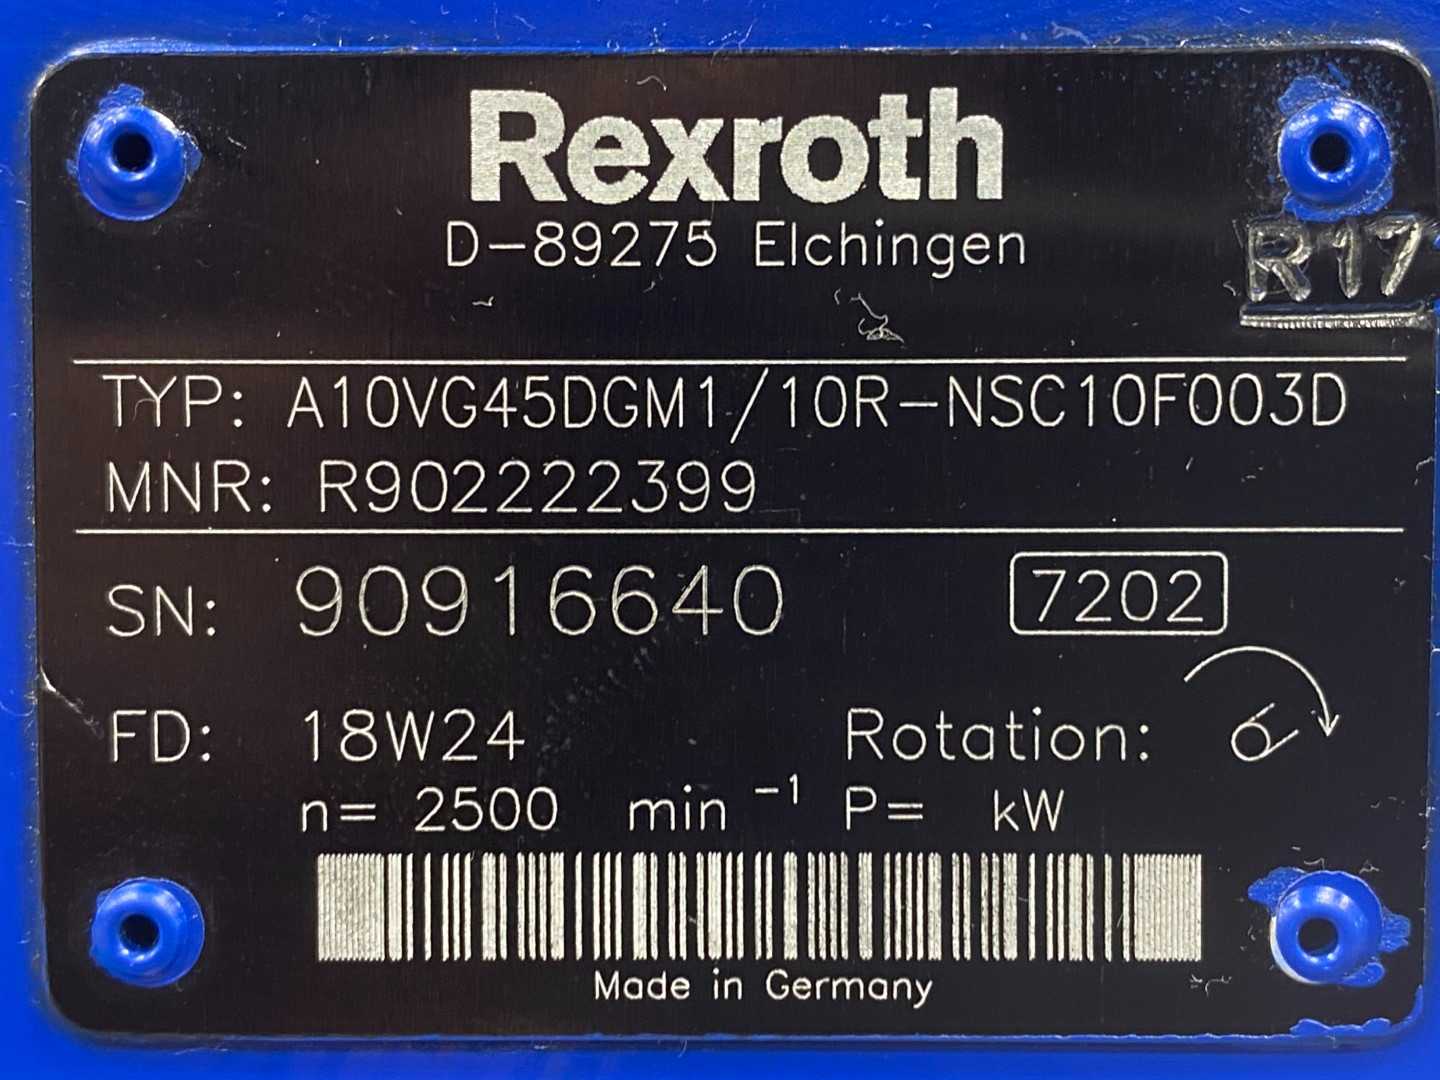 Rexroth
D-89275 Elchingen
R17
TYP: A10VG45DGM1/10R-NSC10F003D
MNR: R902222399
SN: 90916640 7202
FD: 18W24 Rotation:
n= 2500 min -1 P= kW
Made in Germany